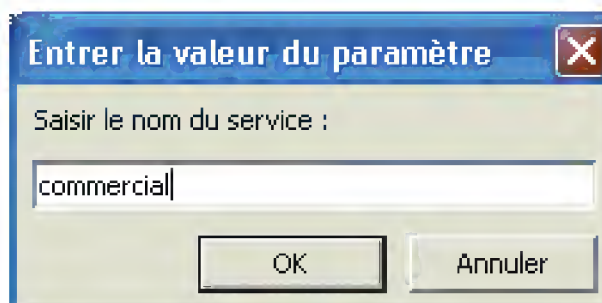 Entrer la valeur du paramètre
Saisir le nom du service :
commercial
OK Annuler